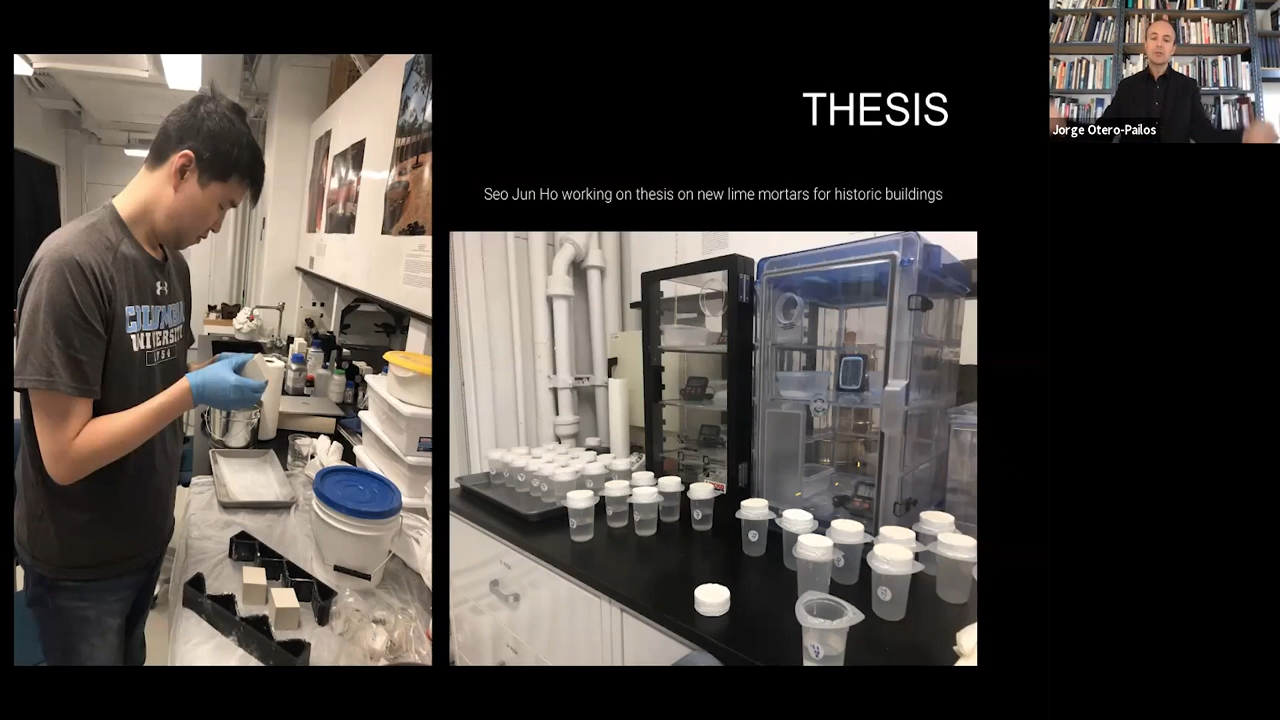 THESIS
Jorge Otero-Pailos
Seo Jun Ho working on thesis on new lime mortars for historic buildings
COLUMBIA
UNIVERSITY
1754